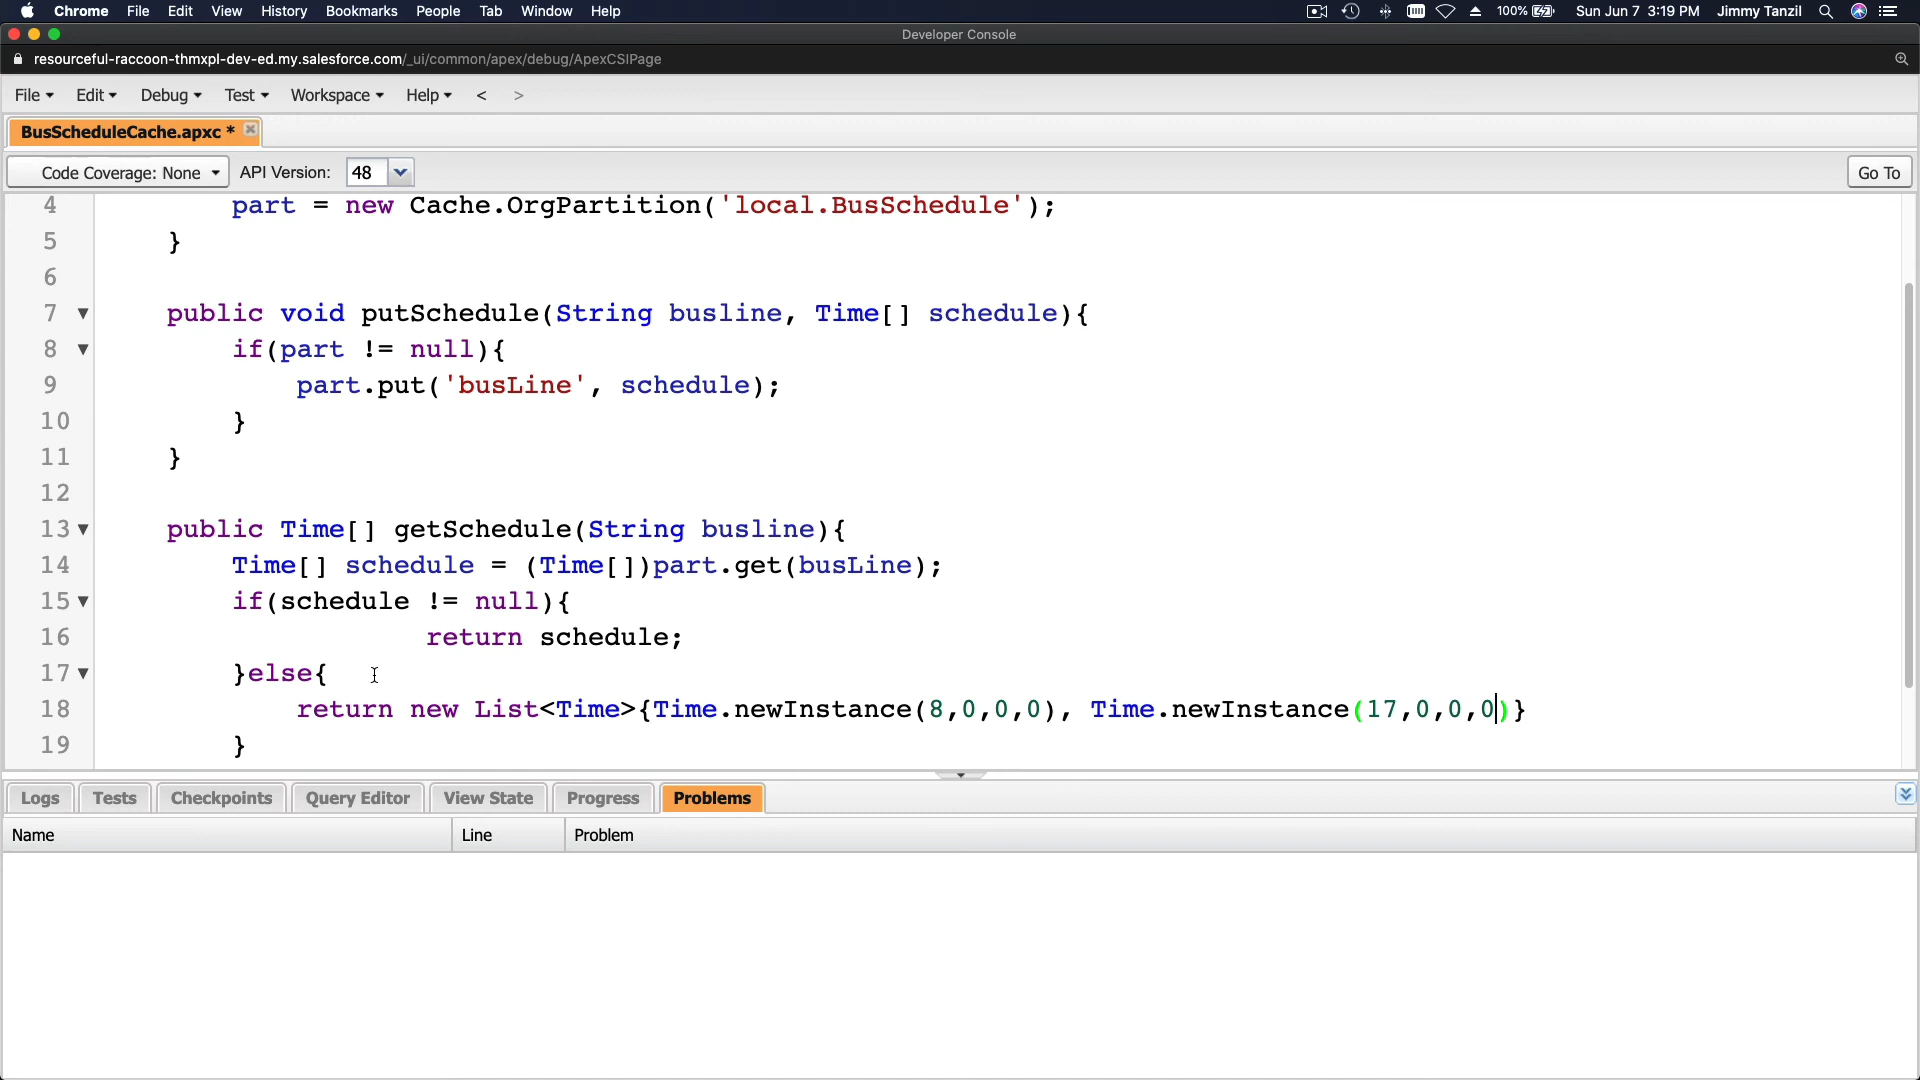 Chrome File Edit View History Bookmarks People Tab Window Help 100% Sun Jun 7 3:19 PM Jimmy Tanzil
Developer Console
resourceful-raccoon-thmxpl-dev-ed.my.salesforce.com/_ui/common/apex/debug/ApexCSIPage
File Edit Debug Test Workspace Help < >
BusScheduleCache.apxc *
Code Coverage: None API Version: 48 Go To
4 part = new Cache.OrgPartition('local.BusSchedule');
5 }
6
7 public void putSchedule(String busline, Time[] schedule){
8 if(part != null){
9 part.put('busLine', schedule);
10 }
11 }
12
13 public Time[] getSchedule(String busline){
14 Time[] schedule = (Time[])part.get(busLine);
15 if(schedule != null){
16 return schedule;
17 }else{
18 return new List<Time>{Time.newInstance(8,0,0,0), Time.newInstance(17,0,0,0)}
19 }
Logs Tests Checkpoints Query Editor View State Progress Problems
Name Line Problem